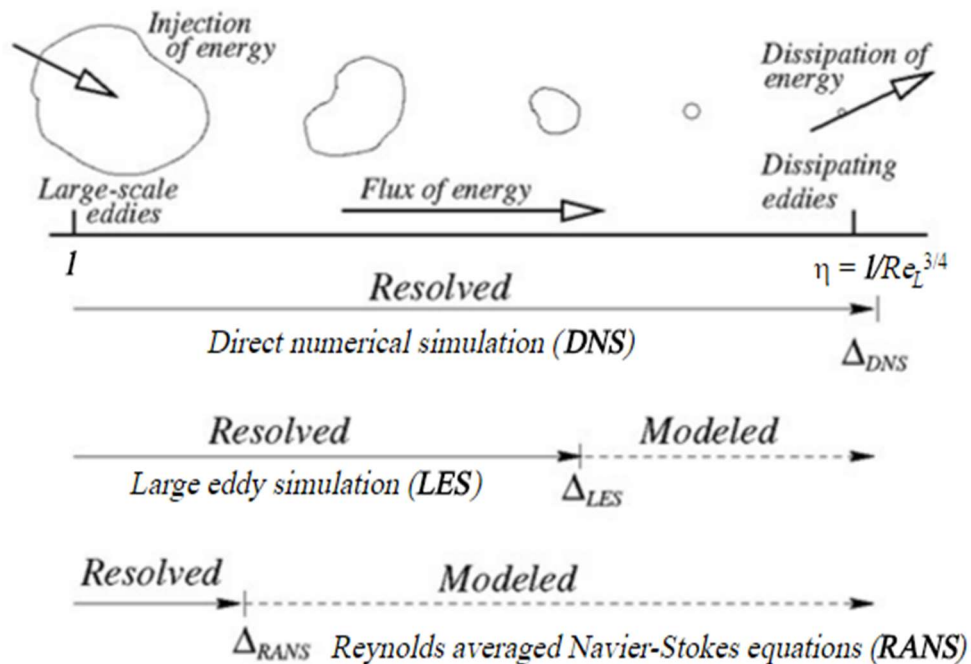 Injection
of energy
Dissipation of
energy
Large-scale
eddies
Flux of energy
Dissipating
eddies
l
η = l/Re_L^{3/4}
Resolved
Direct numerical simulation (DNS)
Δ_DNS
Resolved
Modeled
Large eddy simulation (LES)
Δ_LES
Resolved
Modeled
Δ_RANS
Reynolds averaged Navier-Stokes equations (RANS)